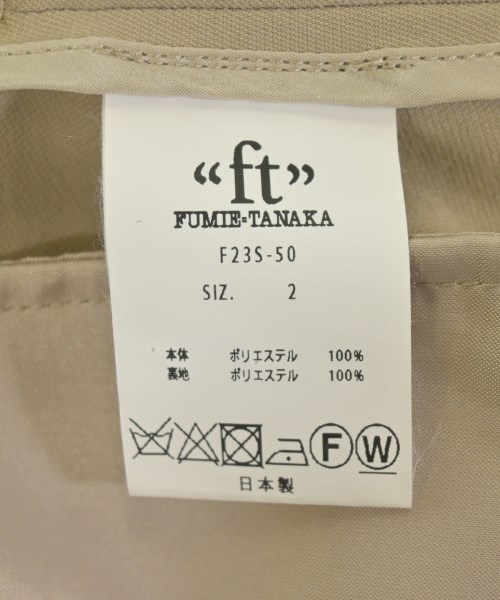 “ft”
FUMIE=TANAKA
F23S-50
SIZ. 2
本体 ポリエステル 100%
裏地 ポリエステル 100%
F W
日本製